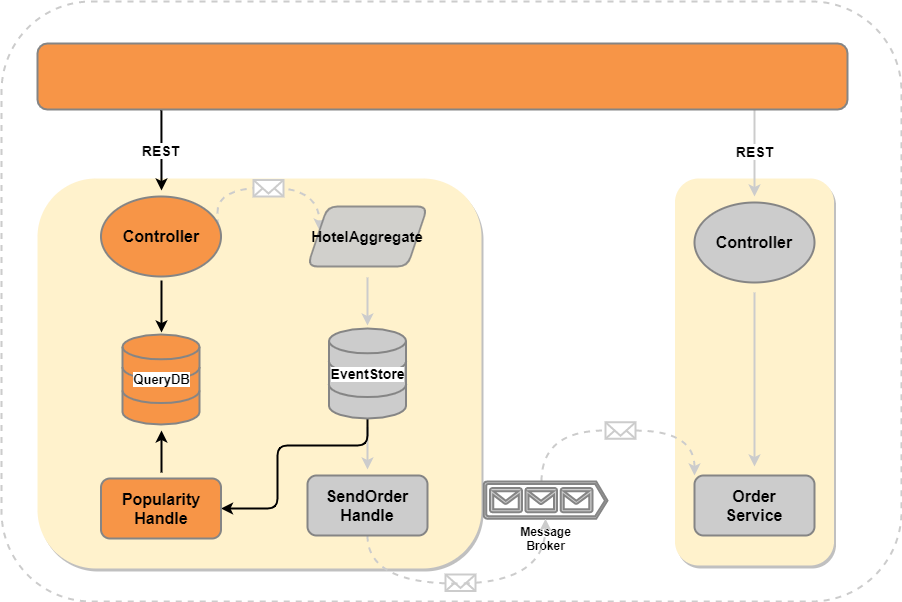 REST
REST
Controller
HotelAggregate
Controller
QueryDB
EventStore
Popularity
Handle
SendOrder
Handle
Order
Service
Message
Broker